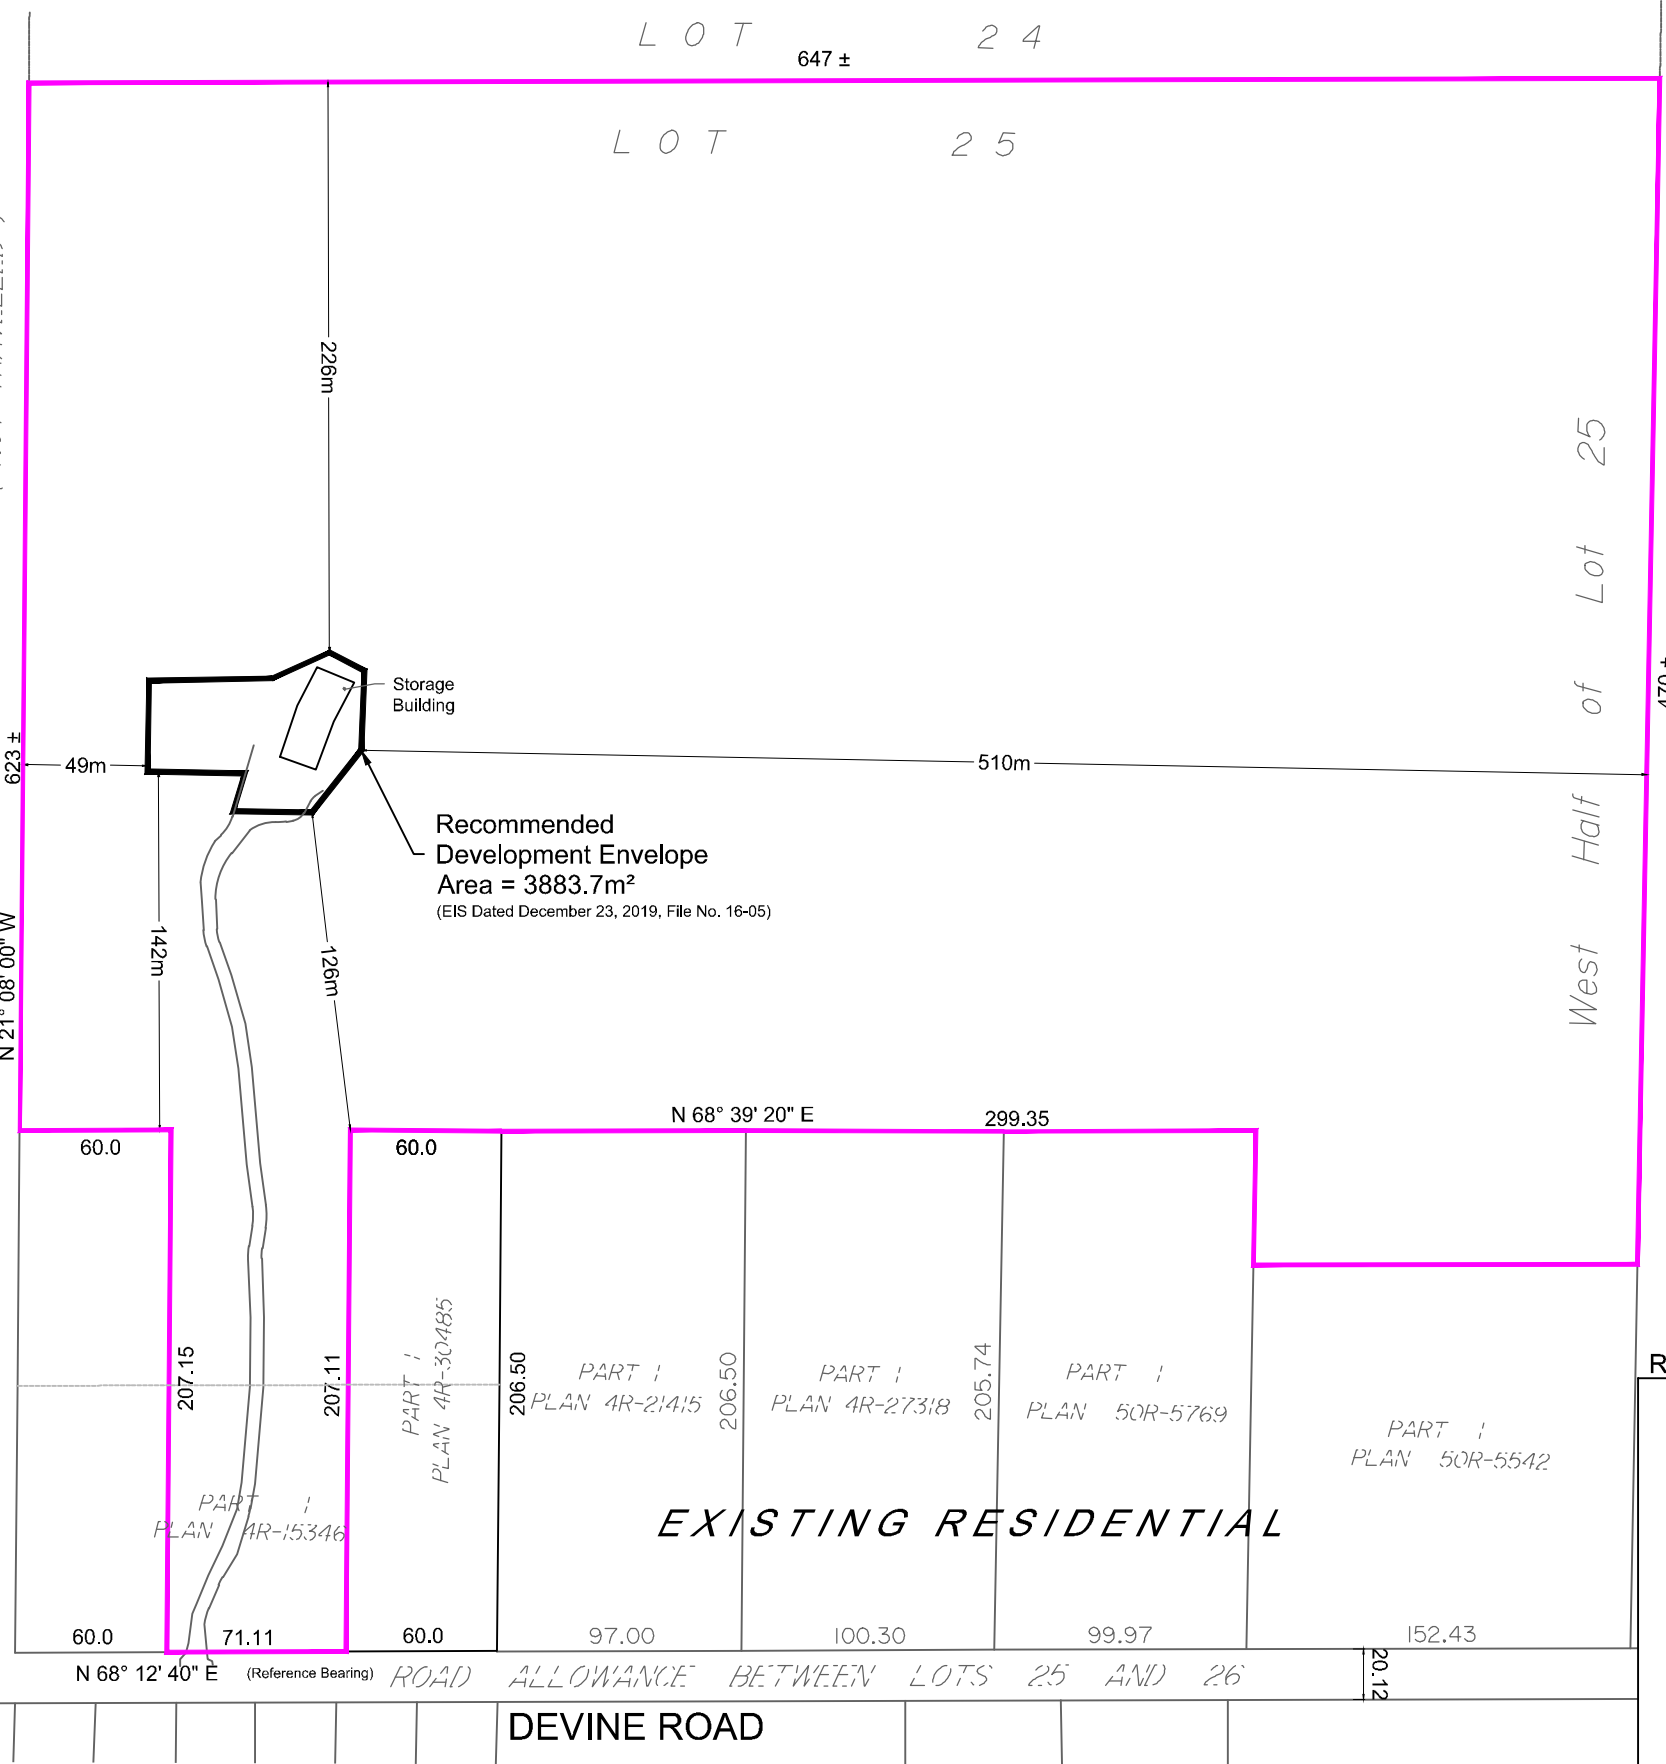 LOT 24
647 ±
LOT 25
226m
West Half of Lot 25
Storage
Building
623 ±
49m
510m
470 ±
Recommended
Development Envelope
Area = 3883.7m²
(EIS Dated December 23, 2019, File No. 16-05)
N 21° 08' 00" W
142m
126m
N 68° 39' 20" E
299.35
60.0
60.0
207.15
207.11
PART 1
PLAN 4R-30485
206.50
PART 1
PLAN 4R-21415
206.50
PART 1
PLAN 4R-27318
205.74
PART 1
PLAN 50R-5769
PART 1
PLAN 50R-5542
R
PART 1
PLAN 4R-15346
EXISTING RESIDENTIAL
60.0
71.11
60.0
97.00
100.30
99.97
152.43
N 68° 12' 40" E
(Reference Bearing)
ROAD ALLOWANCE BETWEEN LOTS 25 AND 26
20.12
DEVINE ROAD